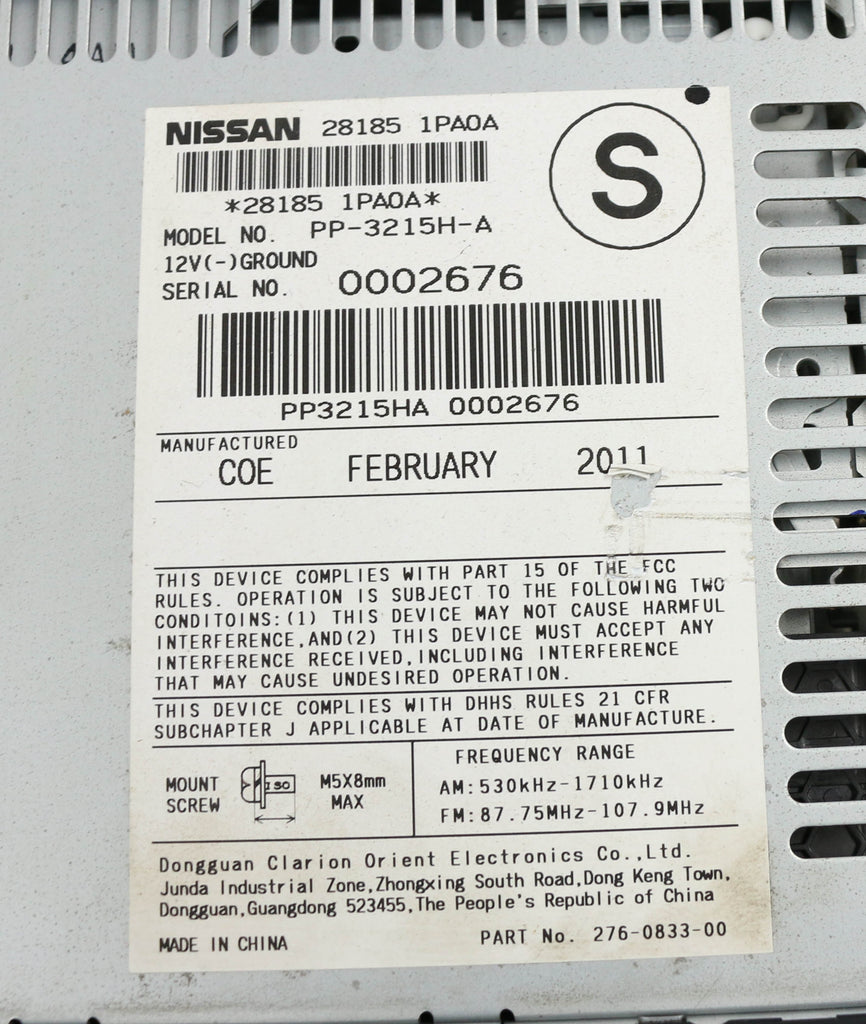 NISSAN 28185 1PA0A
S
*28185 1PA0A*
MODEL NO. PP-3215H-A
12V(-)GROUND
SERIAL NO. 0002676
PP3215HA 0002676
MANUFACTURED
COE FEBRUARY 2011
THIS DEVICE COMPLIES WITH PART 15 OF THE FCC
RULES. OPERATION IS SUBJECT TO THE FOLLOWING TWO
CONDITOINS:(1) THIS DEVICE MAY NOT CAUSE HARMFUL
INTERFERENCE,AND(2) THIS DEVICE MUST ACCEPT ANY
INTERFERENCE RECEIVED,INCLUDING INTERFERENCE
THAT MAY CAUSE UNDESIRED OPERATION.
THIS DEVICE COMPLIES WITH DHHS RULES 21 CFR
SUBCHAPTER J APPLICABLE AT DATE OF MANUFACTURE.
MOUNT
SCREW
ISO
M5X8mm
MAX
FREQUENCY RANGE
AM:530kHz-1710kHz
FM:87.75MHz-107.9MHz
Dongguan Clarion Orient Electronics Co.,Ltd.
Junda Industrial Zone,Zhongxing South Road,Dong Keng Town,
Dongguan,Guangdong 523455,The People's Republic of China
MADE IN CHINA
PART No. 276-0833-00